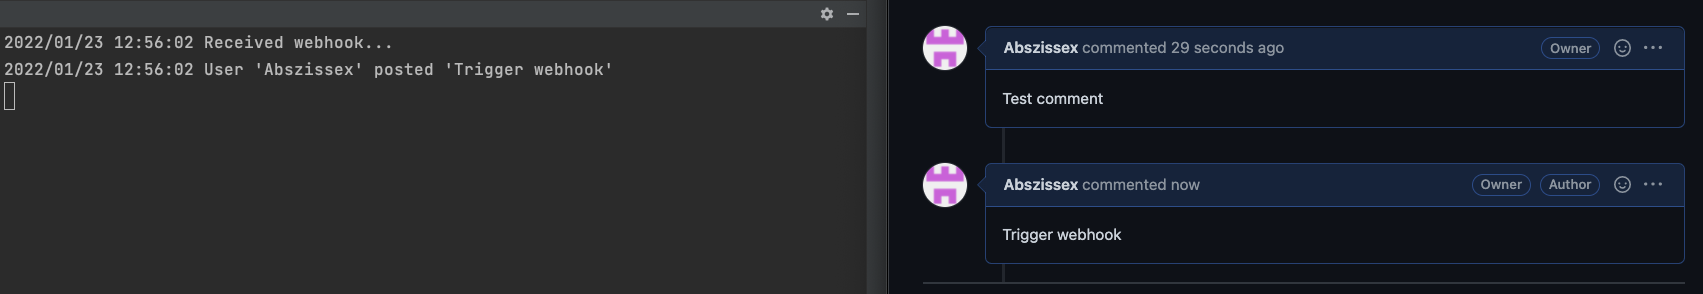 2022/01/23 12:56:02 Received webhook...
2022/01/23 12:56:02 User 'Abszissex' posted 'Trigger webhook'
Abszissex commented 29 seconds ago Owner
Test comment
Abszissex commented now Owner Author
Trigger webhook